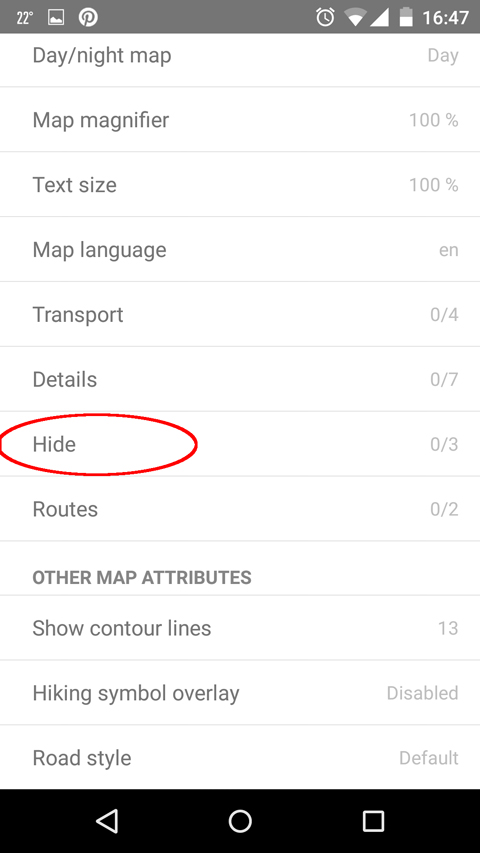 22° 16:47
Day/night map Day
Map magnifier 100 %
Text size 100 %
Map language en
Transport 0/4
Details 0/7
Hide 0/3
Routes 0/2
OTHER MAP ATTRIBUTES
Show contour lines 13
Hiking symbol overlay Disabled
Road style Default